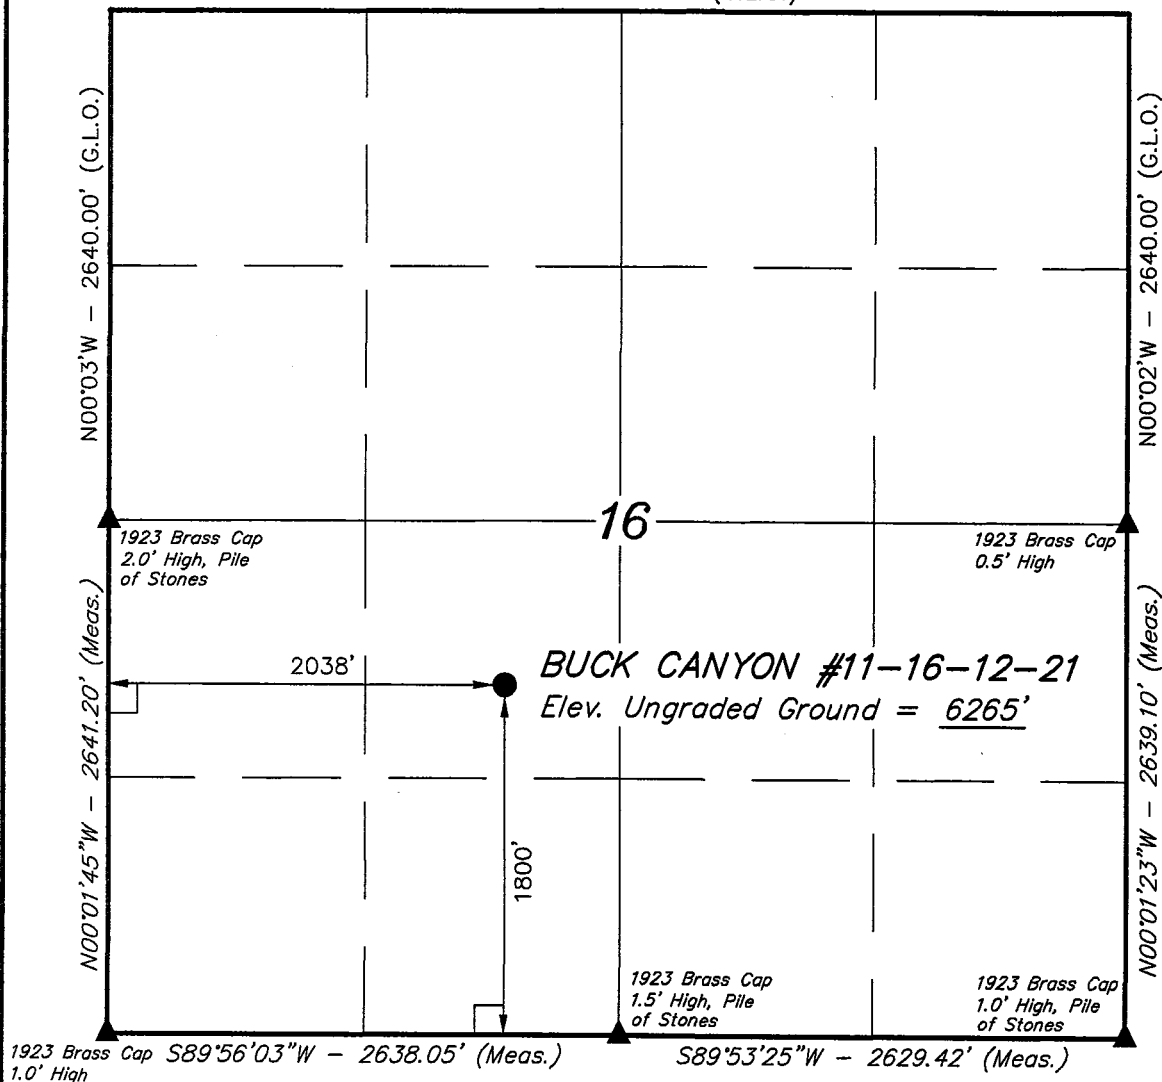 N00°03'W - 2640.00' (G.L.O.)
N00°02'W - 2640.00' (G.L.O.)
16
1923 Brass Cap
2.0' High, Pile
of Stones
1923 Brass Cap
0.5' High
N00°01'45"W - 2641.20' (Meas.)
2038'
BUCK CANYON #11-16-12-21
Elev. Ungraded Ground = 6265'
N00°01'23"W - 2639.10' (Meas.)
1800'
1923 Brass Cap
1.5' High, Pile
of Stones
1923 Brass Cap
1.0' High, Pile
of Stones
1923 Brass Cap
1.0' High
S89°56'03"W - 2638.05' (Meas.)
S89°53'25"W - 2629.42' (Meas.)